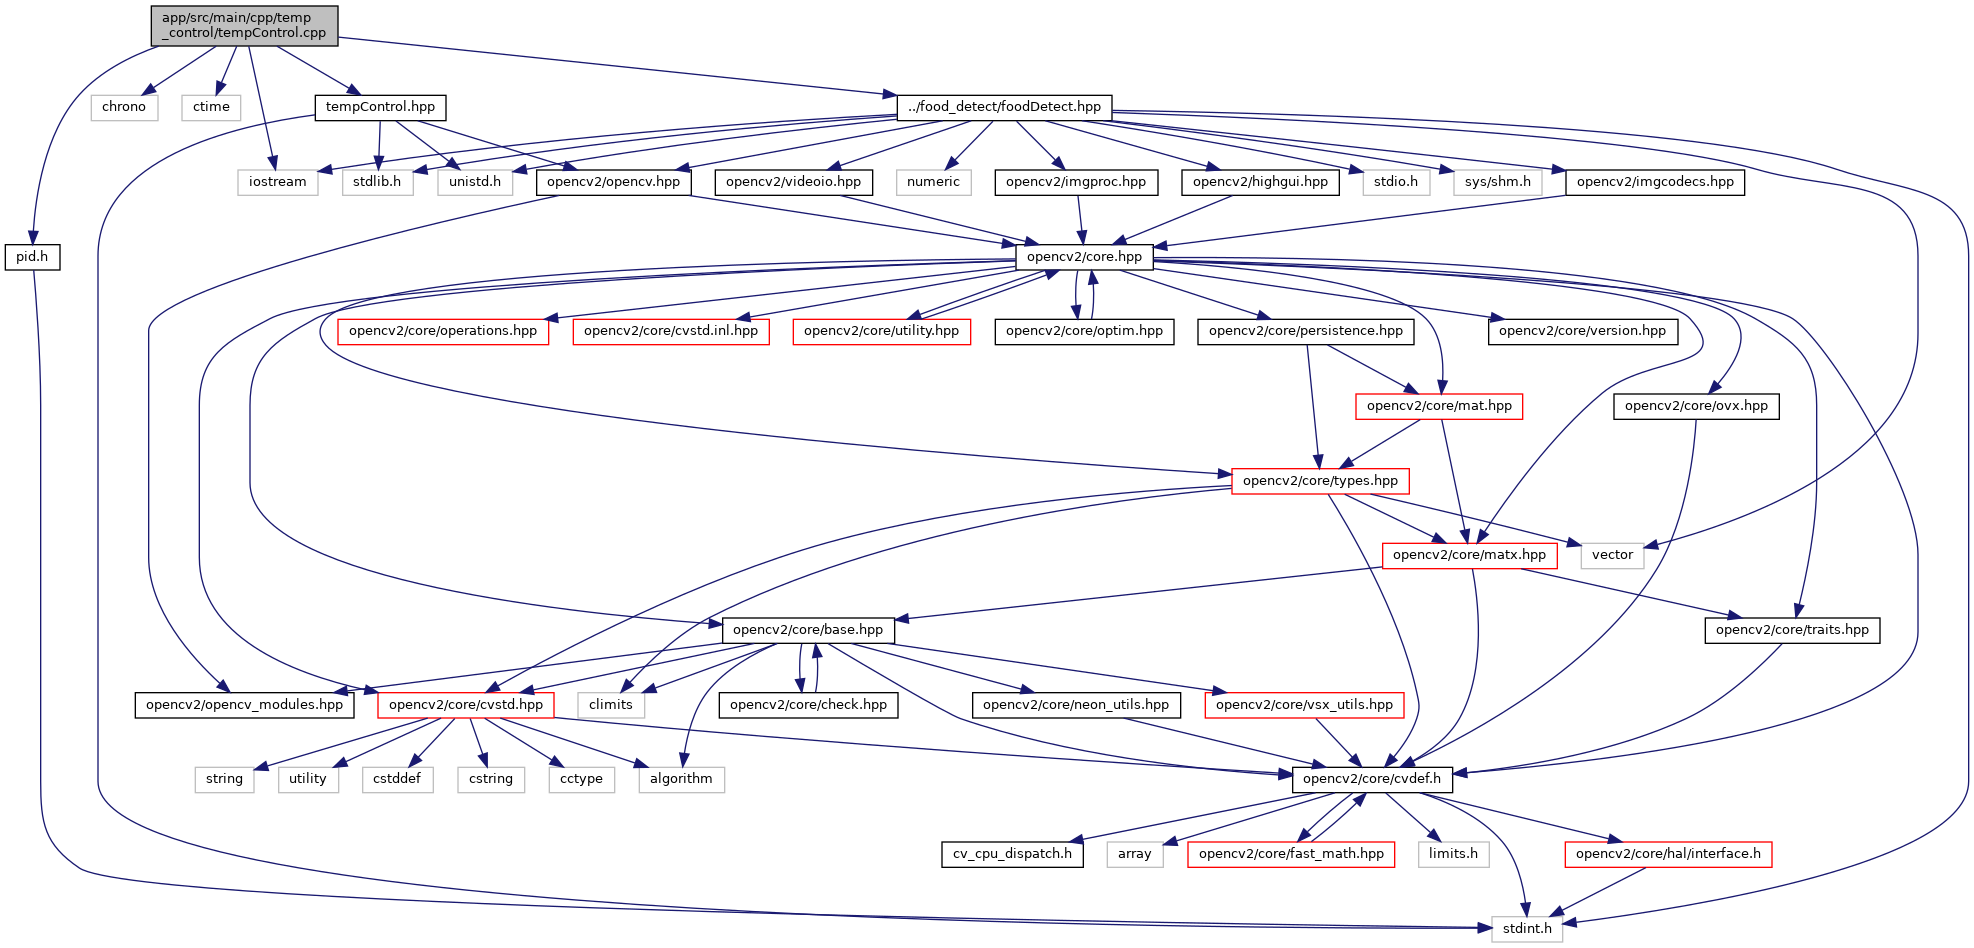 app/src/main/cpp/temp
_control/tempControl.cpp
chrono
ctime
tempControl.hpp
../food_detect/foodDetect.hpp
iostream
stdlib.h
unistd.h
opencv2/opencv.hpp
opencv2/videoio.hpp
numeric
opencv2/imgproc.hpp
opencv2/highgui.hpp
stdio.h
sys/shm.h
opencv2/imgcodecs.hpp
pid.h
opencv2/core.hpp
opencv2/core/operations.hpp
opencv2/core/cvstd.inl.hpp
opencv2/core/utility.hpp
opencv2/core/optim.hpp
opencv2/core/persistence.hpp
opencv2/core/version.hpp
opencv2/core/mat.hpp
opencv2/core/ovx.hpp
opencv2/core/types.hpp
opencv2/core/matx.hpp
vector
opencv2/core/base.hpp
opencv2/core/traits.hpp
opencv2/opencv_modules.hpp
opencv2/core/cvstd.hpp
climits
opencv2/core/check.hpp
opencv2/core/neon_utils.hpp
opencv2/core/vsx_utils.hpp
string
utility
cstddef
cstring
cctype
algorithm
opencv2/core/cvdef.h
cv_cpu_dispatch.h
array
opencv2/core/fast_math.hpp
limits.h
opencv2/core/hal/interface.h
stdint.h